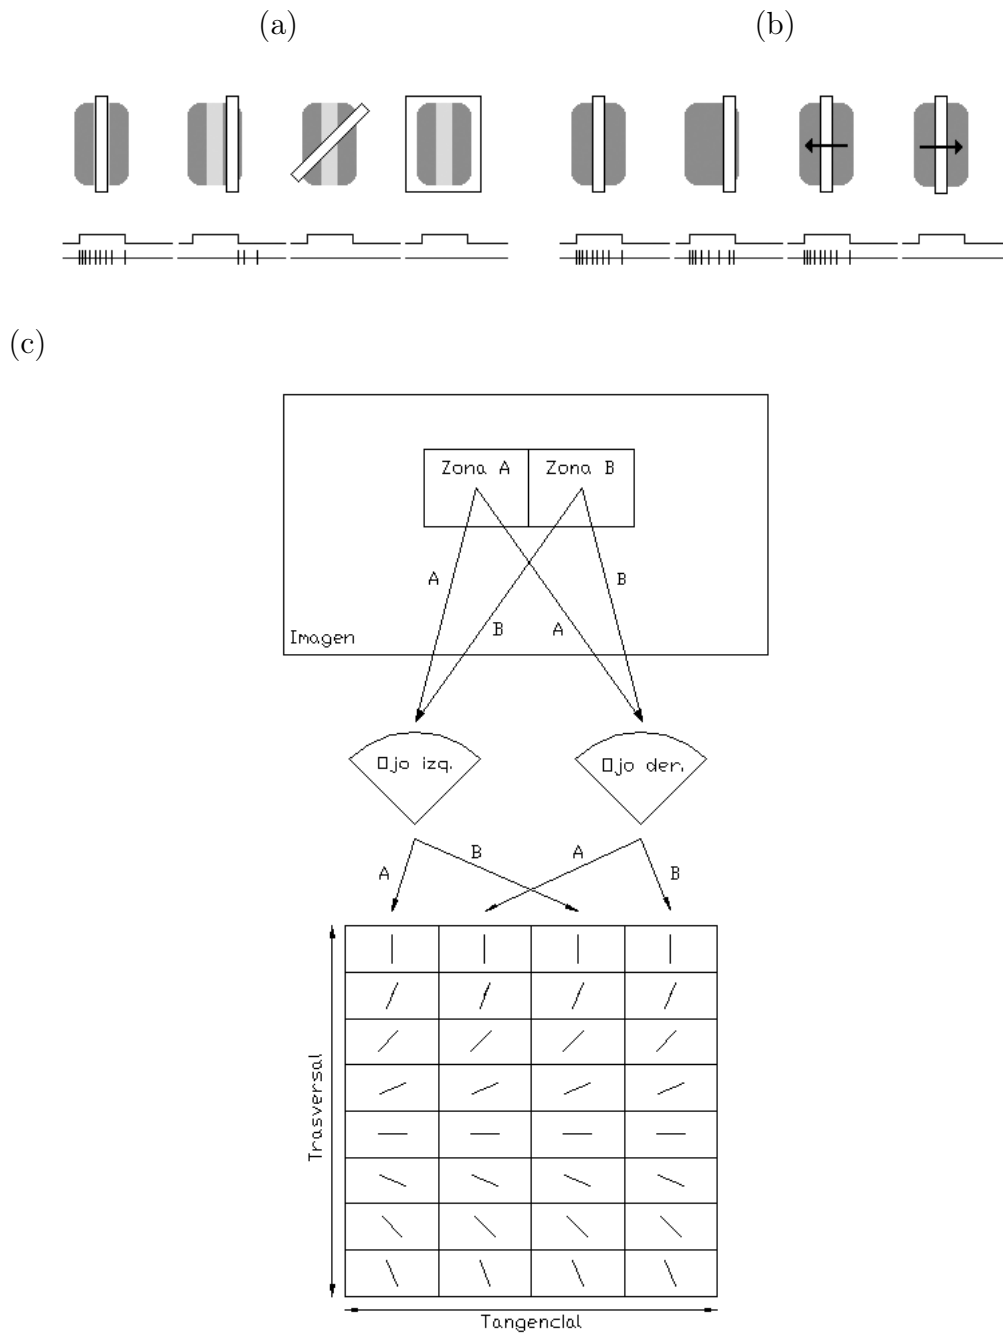 (a) (b)
(c)
Zona A Zona B
A B
B A
Imagen
Ojo izq. Ojo der.
A B A B
Trasversal
Tangencial